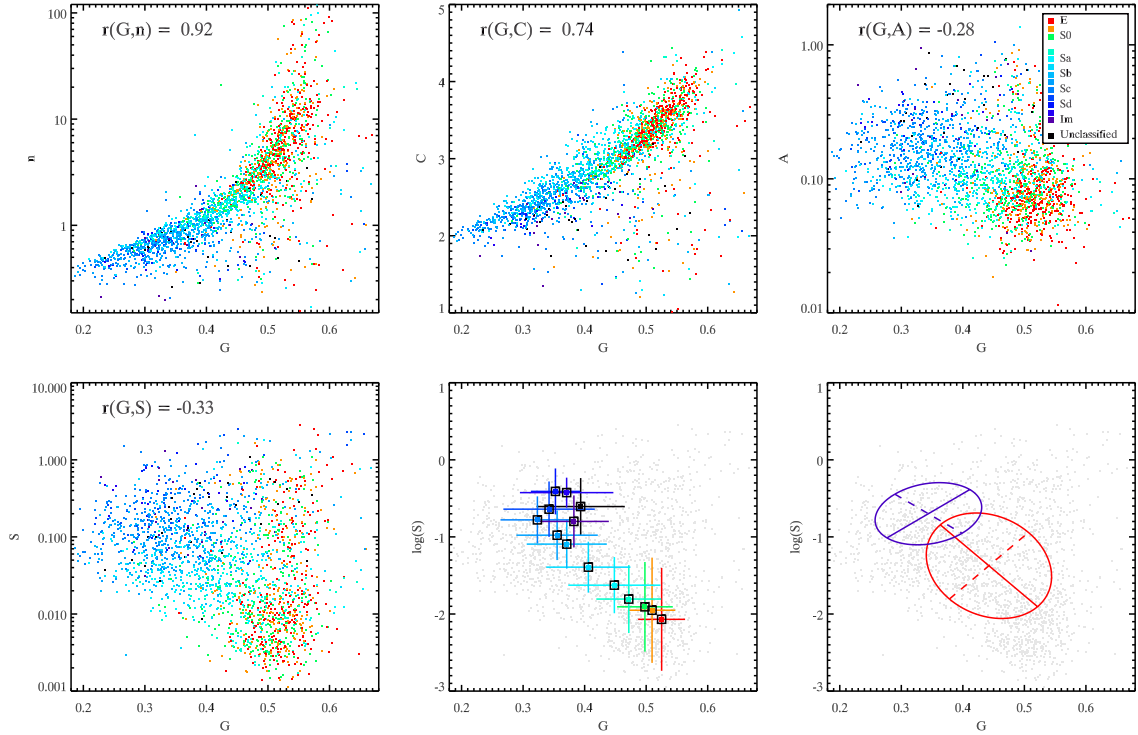 r(G,n) = 0.92
100
10
1
n
0.2 0.3 0.4 0.5 0.6
G
r(G,C) = 0.74
5
4
3
2
1
C
0.2 0.3 0.4 0.5 0.6
G
r(G,A) = -0.28
1.00
0.10
0.01
A
0.2 0.3 0.4 0.5 0.6
G
E
S0
Sa
Sb
Sc
Sd
Im
Unclassified
r(G,S) = -0.33
10.000
1.000
0.100
0.010
0.001
S
0.2 0.3 0.4 0.5 0.6
G
1
0
-1
-2
-3
log(S)
0.2 0.3 0.4 0.5 0.6
G
1
0
-1
-2
-3
log(S)
0.2 0.3 0.4 0.5 0.6
G